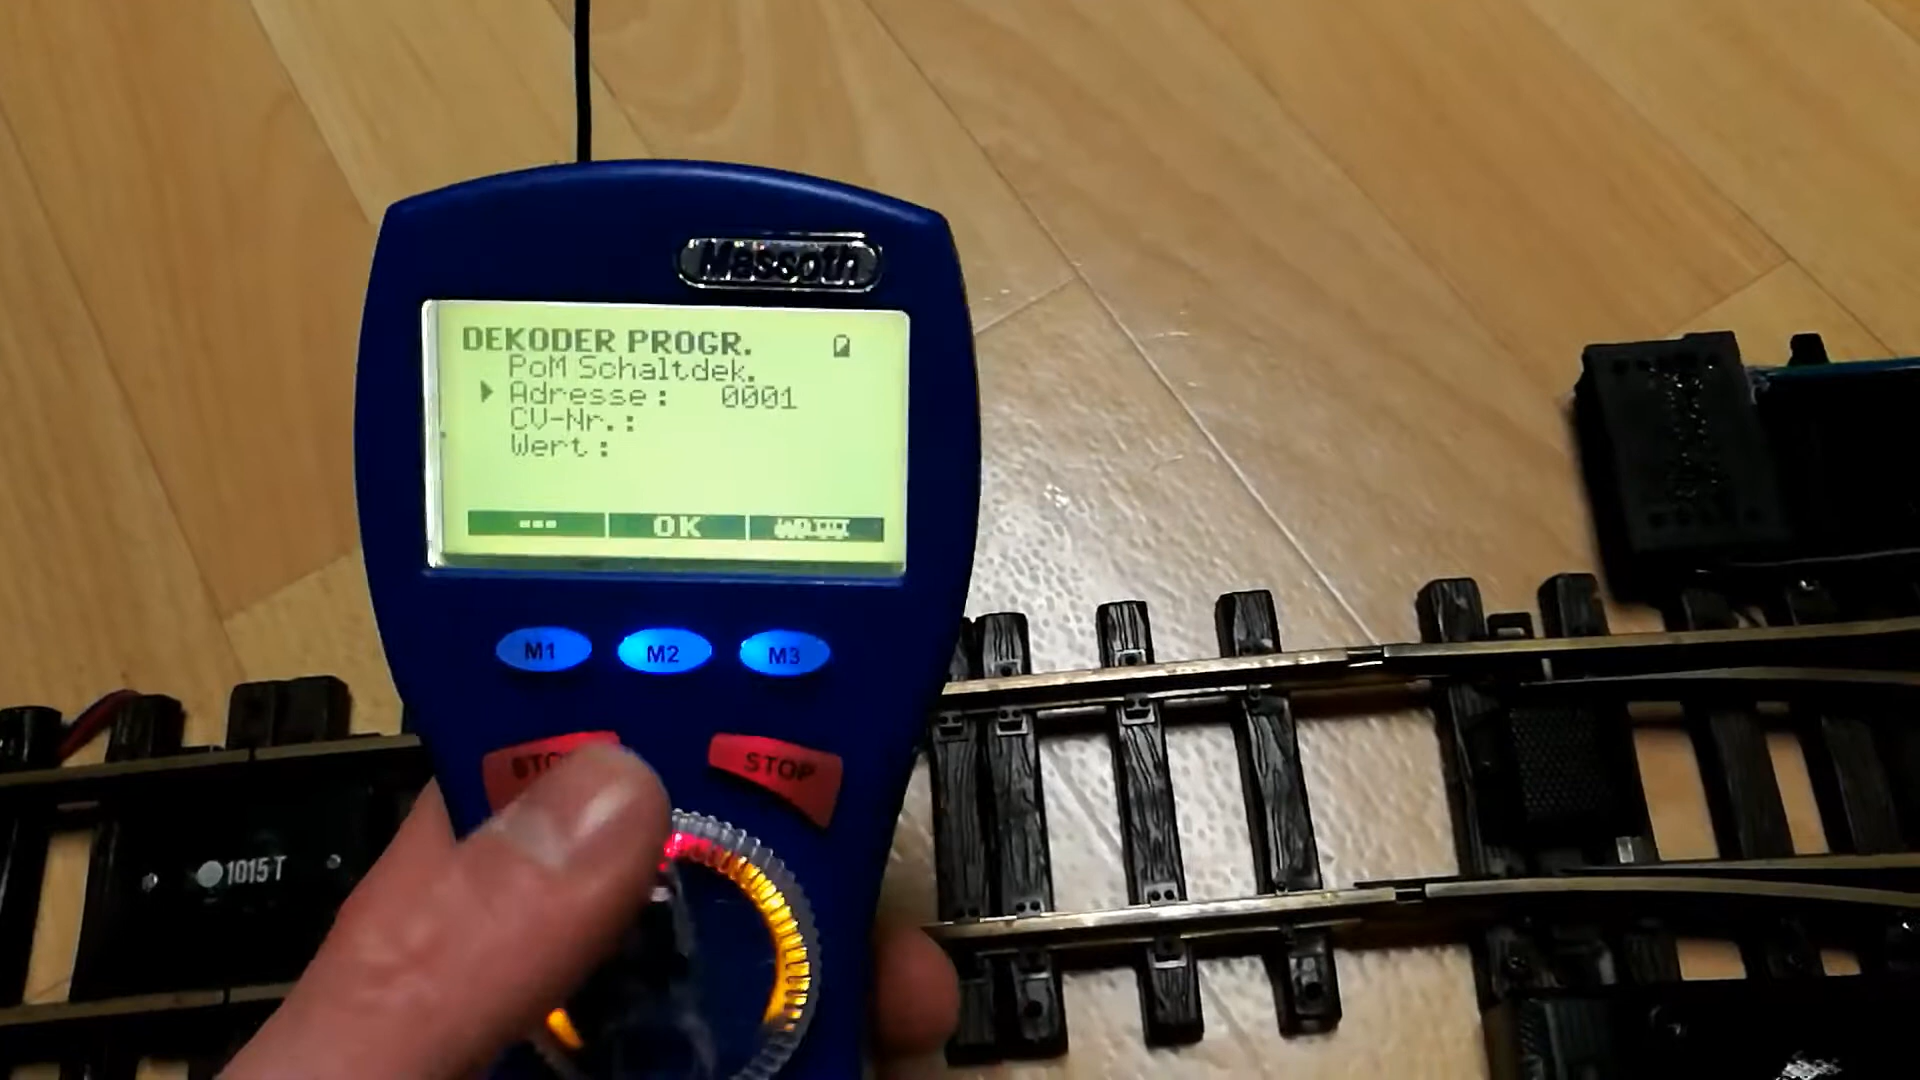 Massoth
DEKODER PROGR.
PoM Schaltdek.
Adresse: 0001
CV-Nr.:
Wert:
--- OK
M1 M2 M3
STOP
1015 T